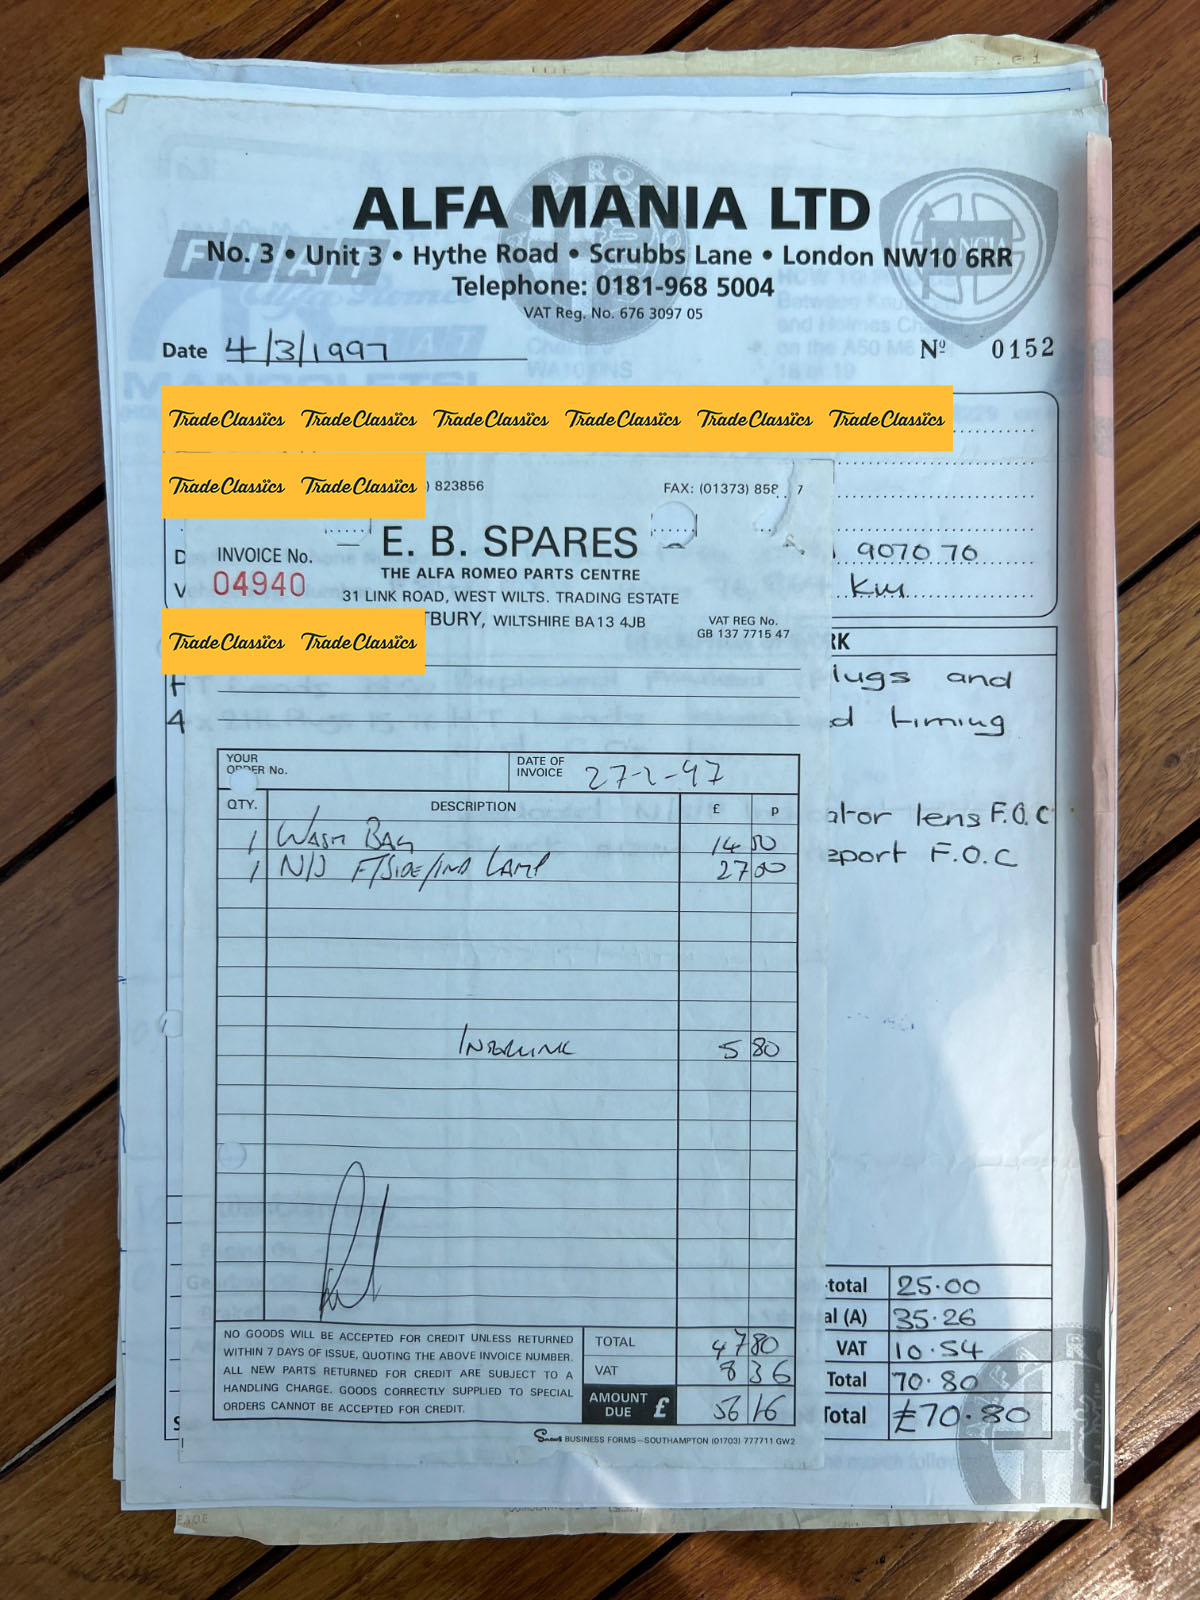 P.01
ALFA MANIA LTD
No. 3 • Unit 3 • Hythe Road • Scrubbs Lane • London NW10 6RR
Telephone: 0181-968 5004
VAT Reg. No. 676 3097 05
Date 4/3/1997
Nº 0152
FIAT
LANCIA
TradeClassics TradeClassics TradeClassics TradeClassics TradeClassics TradeClassics
TradeClassics TradeClassics
) 823856 FAX: (01373) 858 7
E. B. SPARES
INVOICE No.
04940
THE ALFA ROMEO PARTS CENTRE
31 LINK ROAD, WEST WILTS. TRADING ESTATE
TBURY, WILTSHIRE BA13 4JB
VAT REG No.
GB 137 7715 47
TradeClassics TradeClassics
D
V
907070
Km
RK
H
4
lugs and
d timing
ator lens F.O.C
eport F.O.C
YOUR
ORDER No.
DATE OF
INVOICE 27-2-97
QTY. DESCRIPTION £ p
1 WASH BAG 14 50
1 N/S F/SIDE/IND LAMP 27 00
INTERLINK 5 80
NO GOODS WILL BE ACCEPTED FOR CREDIT UNLESS RETURNED
WITHIN 7 DAYS OF ISSUE, QUOTING THE ABOVE INVOICE NUMBER.
ALL NEW PARTS RETURNED FOR CREDIT ARE SUBJECT TO A
HANDLING CHARGE. GOODS CORRECTLY SUPPLIED TO SPECIAL
ORDERS CANNOT BE ACCEPTED FOR CREDIT.
TOTAL 47 80
VAT 8 36
AMOUNT DUE £ 56 16
BUSINESS FORMS – SOUTHAMPTON (01703) 777711 GW2
-total 25.00
al (A) 35.26
VAT 10.54
Total 70.80
Total £70.80
S
E.&O.E